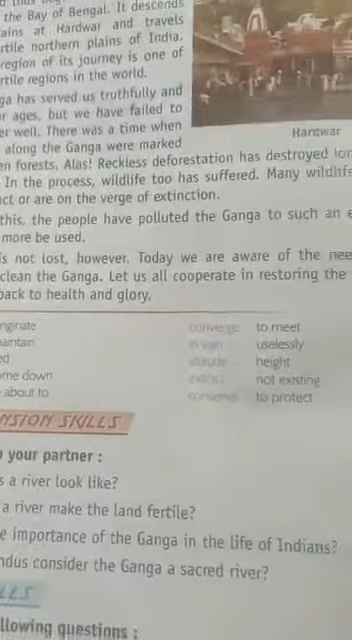 the Bay of Bengal. It descends
ains at Hardwar and travels
rtile northern plains of India.
region of its journey is one of
rtile regions in the world.
ga has served us truthfully and
r ages, but we have failed to
er well. There was a time when
along the Ganga were marked
Hardwar
en forests. Alas! Reckless deforestation has destroyed lon
In the process, wildlife too has suffered. Many wildlife
ct or are on the verge of extinction.
this, the people have polluted the Ganga to such an e
more be used.
is not lost, however. Today we are aware of the nee
clean the Ganga. Let us all cooperate in restoring the
back to health and glory.
riginate
aintain
ed
me down
about to
converge to meet
in vain uselessly
altitude height
extinct not existing
conserve to protect
NSION SKILLS
your partner :
s a river look like?
a river make the land fertile?
e importance of the Ganga in the life of Indians?
ndus consider the Ganga a sacred river?
LLS
llowing questions :